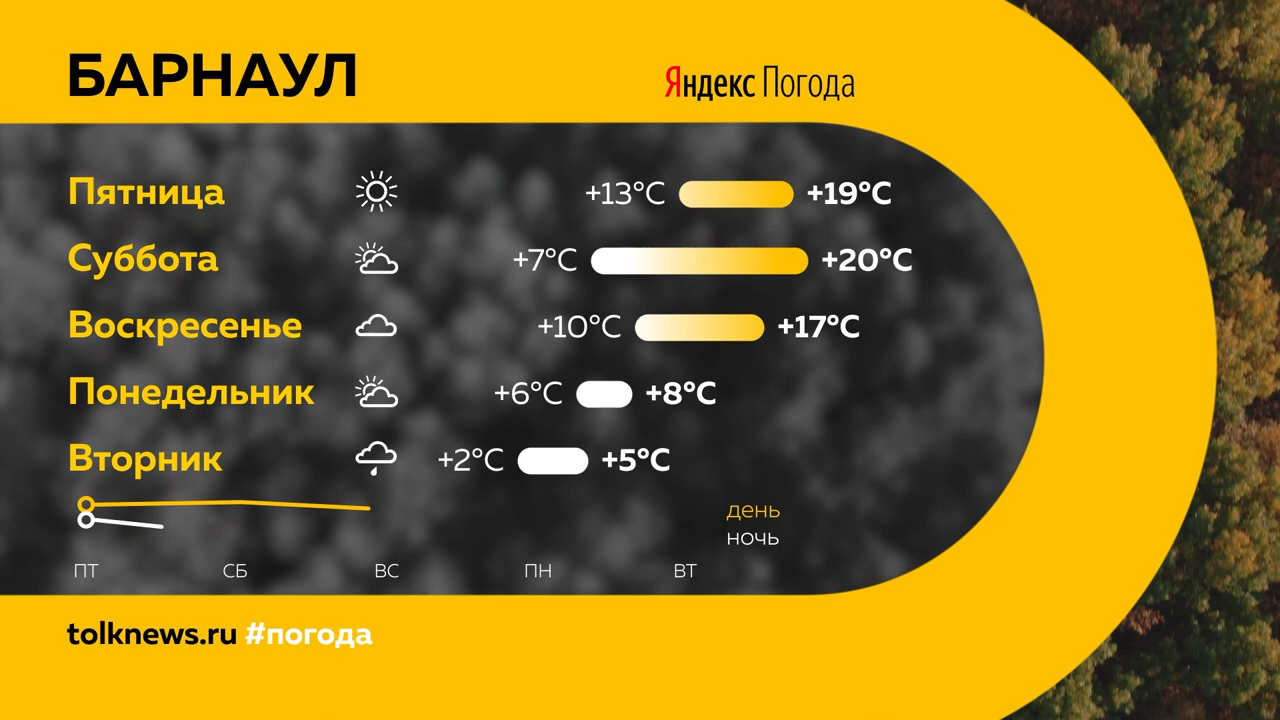 БАРНАУЛ
Яндекс Погода
Пятница +13°C +19°C
Суббота +7°C +20°C
Воскресенье +10°C +17°C
Понедельник +6°C +8°C
Вторник +2°C +5°C
день
ночь
ПТ СБ ВС ПН ВТ
tolknews.ru #погода